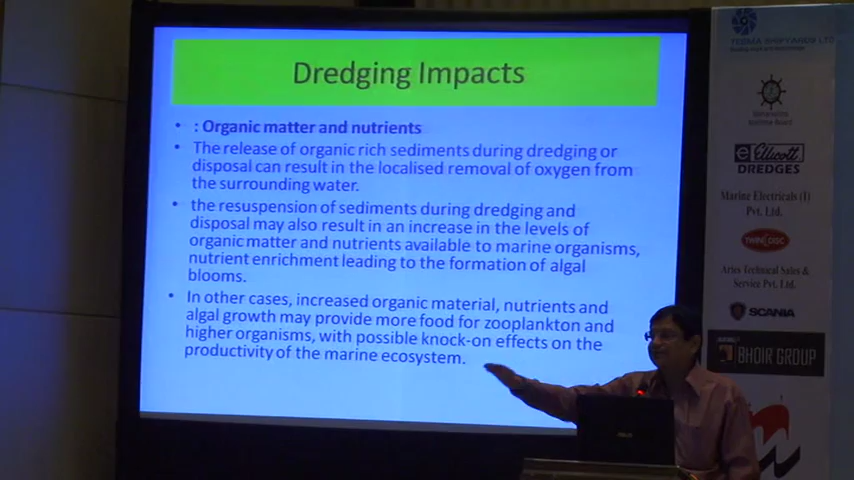 Dredging Impacts
• : Organic matter and nutrients
• The release of organic rich sediments during dredging or
disposal can result in the localised removal of oxygen from
the surrounding water.
• the resuspension of sediments during dredging and
disposal may also result in an increase in the levels of
organic matter and nutrients available to marine organisms,
nutrient enrichment leading to the formation of algal
blooms.
• In other cases, increased organic material, nutrients and
algal growth may provide more food for zooplankton and
higher organisms, with possible knock-on effects on the
productivity of the marine ecosystem.
TEBMA SHIPYARDS LTD
Ellicott
DREDGES
Marine Electricals (I)
Pvt. Ltd.
TWIN DISC
Aries Technical Sales &
Service Pvt. Ltd.
SCANIA
BHOIR GROUP